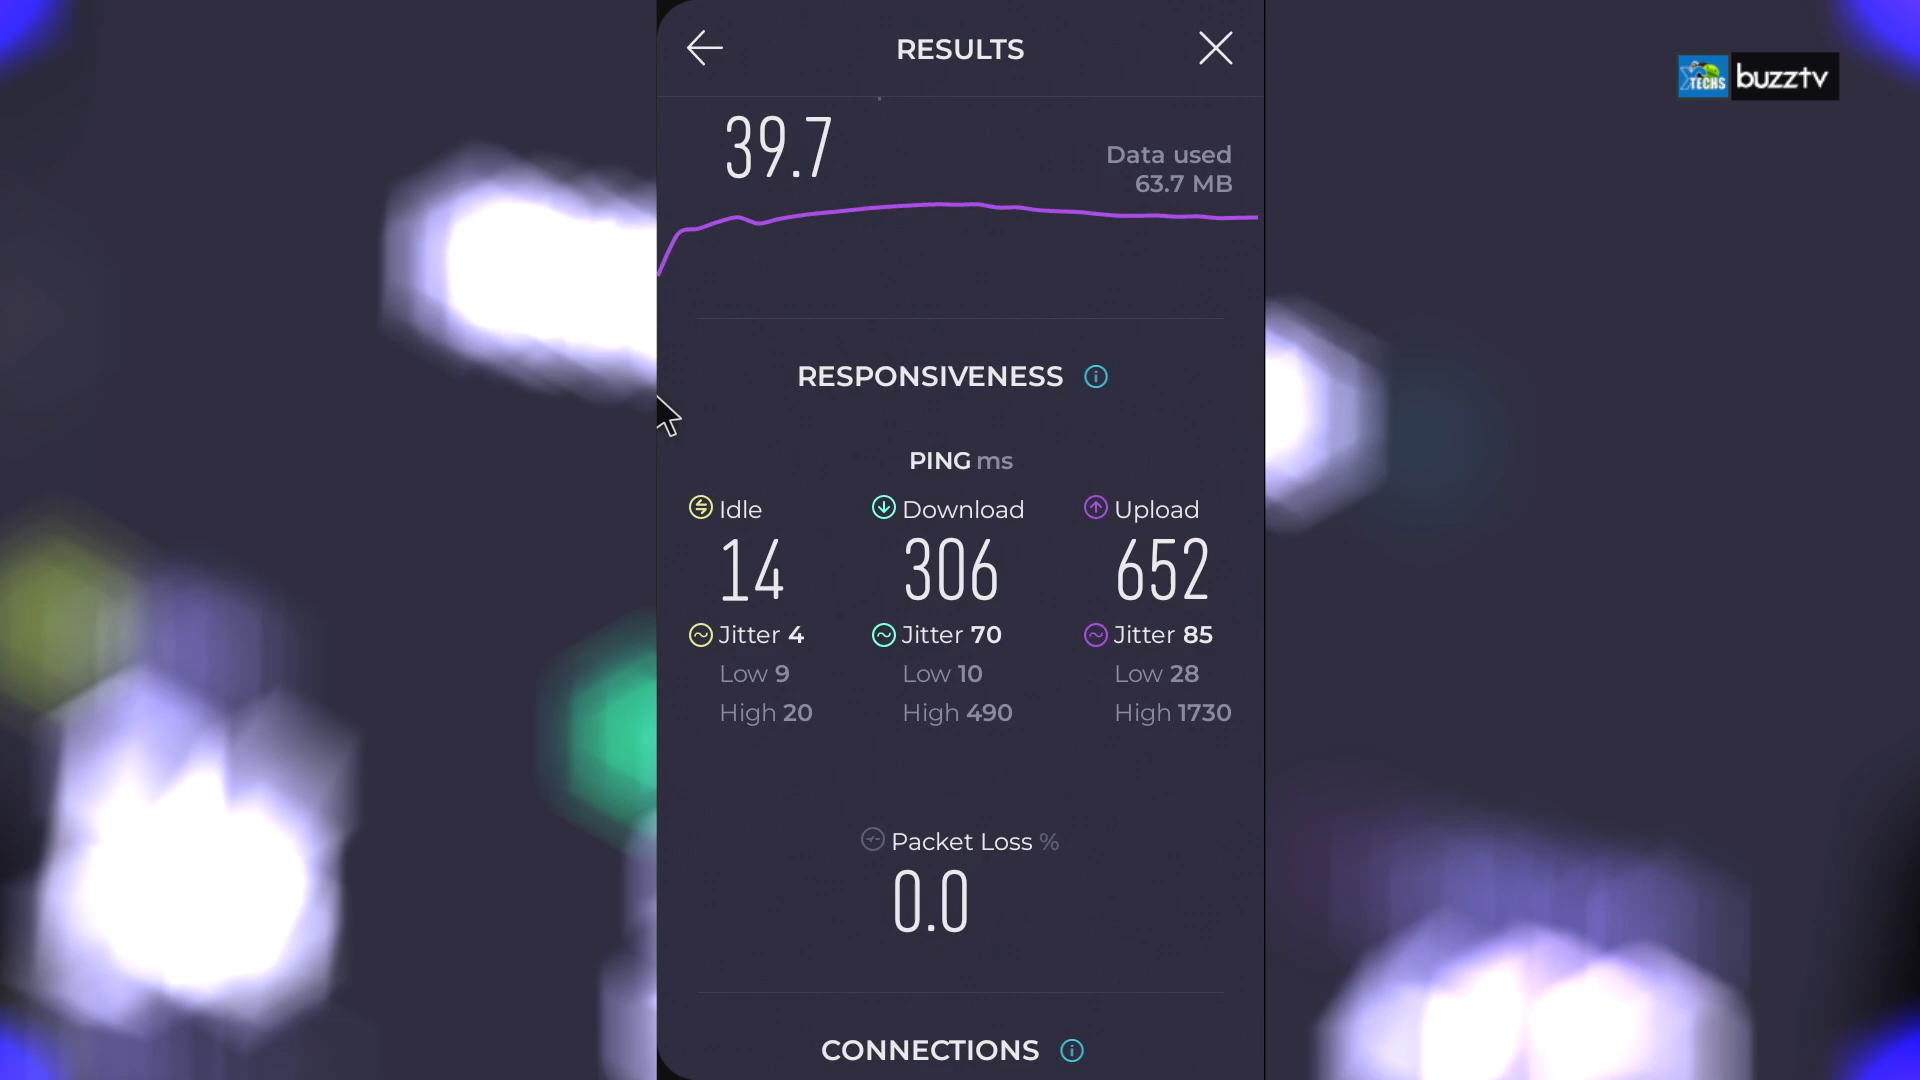 RESULTS
XTECHS buzztv
39.7
Data used
63.7 MB
RESPONSIVENESS
PING ms
Idle Download Upload
14 306 652
Jitter 4 Jitter 70 Jitter 85
Low 9 Low 10 Low 28
High 20 High 490 High 1730
Packet Loss %
0.0
CONNECTIONS